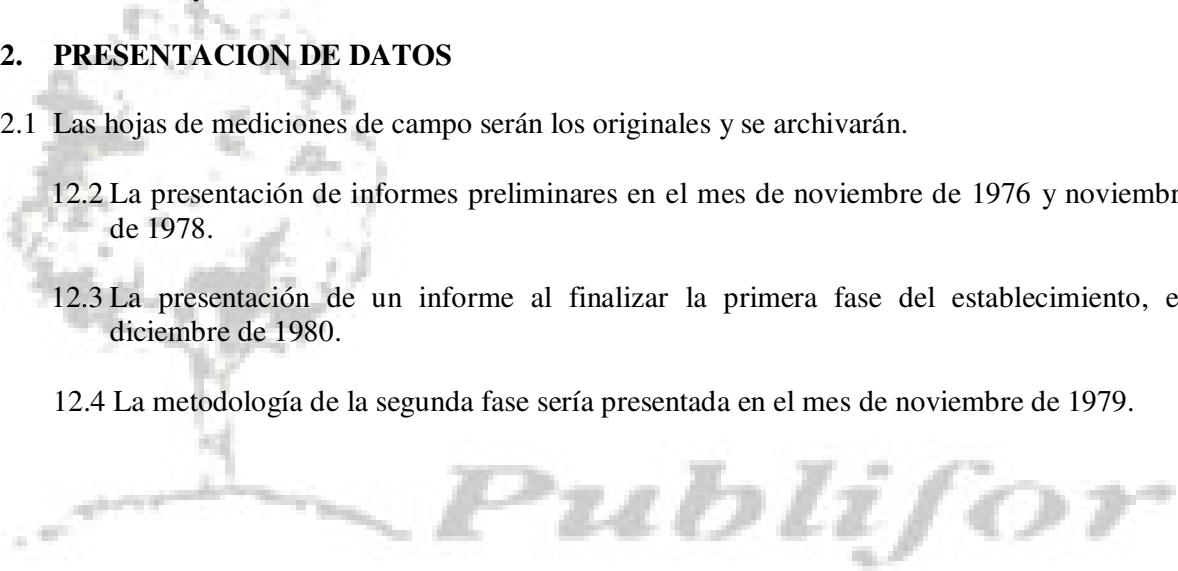 2. PRESENTACION DE DATOS
2.1 Las hojas de mediciones de campo serán los originales y se archivarán.
12.2 La presentación de informes preliminares en el mes de noviembre de 1976 y noviembr
de 1978.
12.3 La presentación de un informe al finalizar la primera fase del establecimiento, e
diciembre de 1980.
12.4 La metodología de la segunda fase sería presentada en el mes de noviembre de 1979.
Publifor